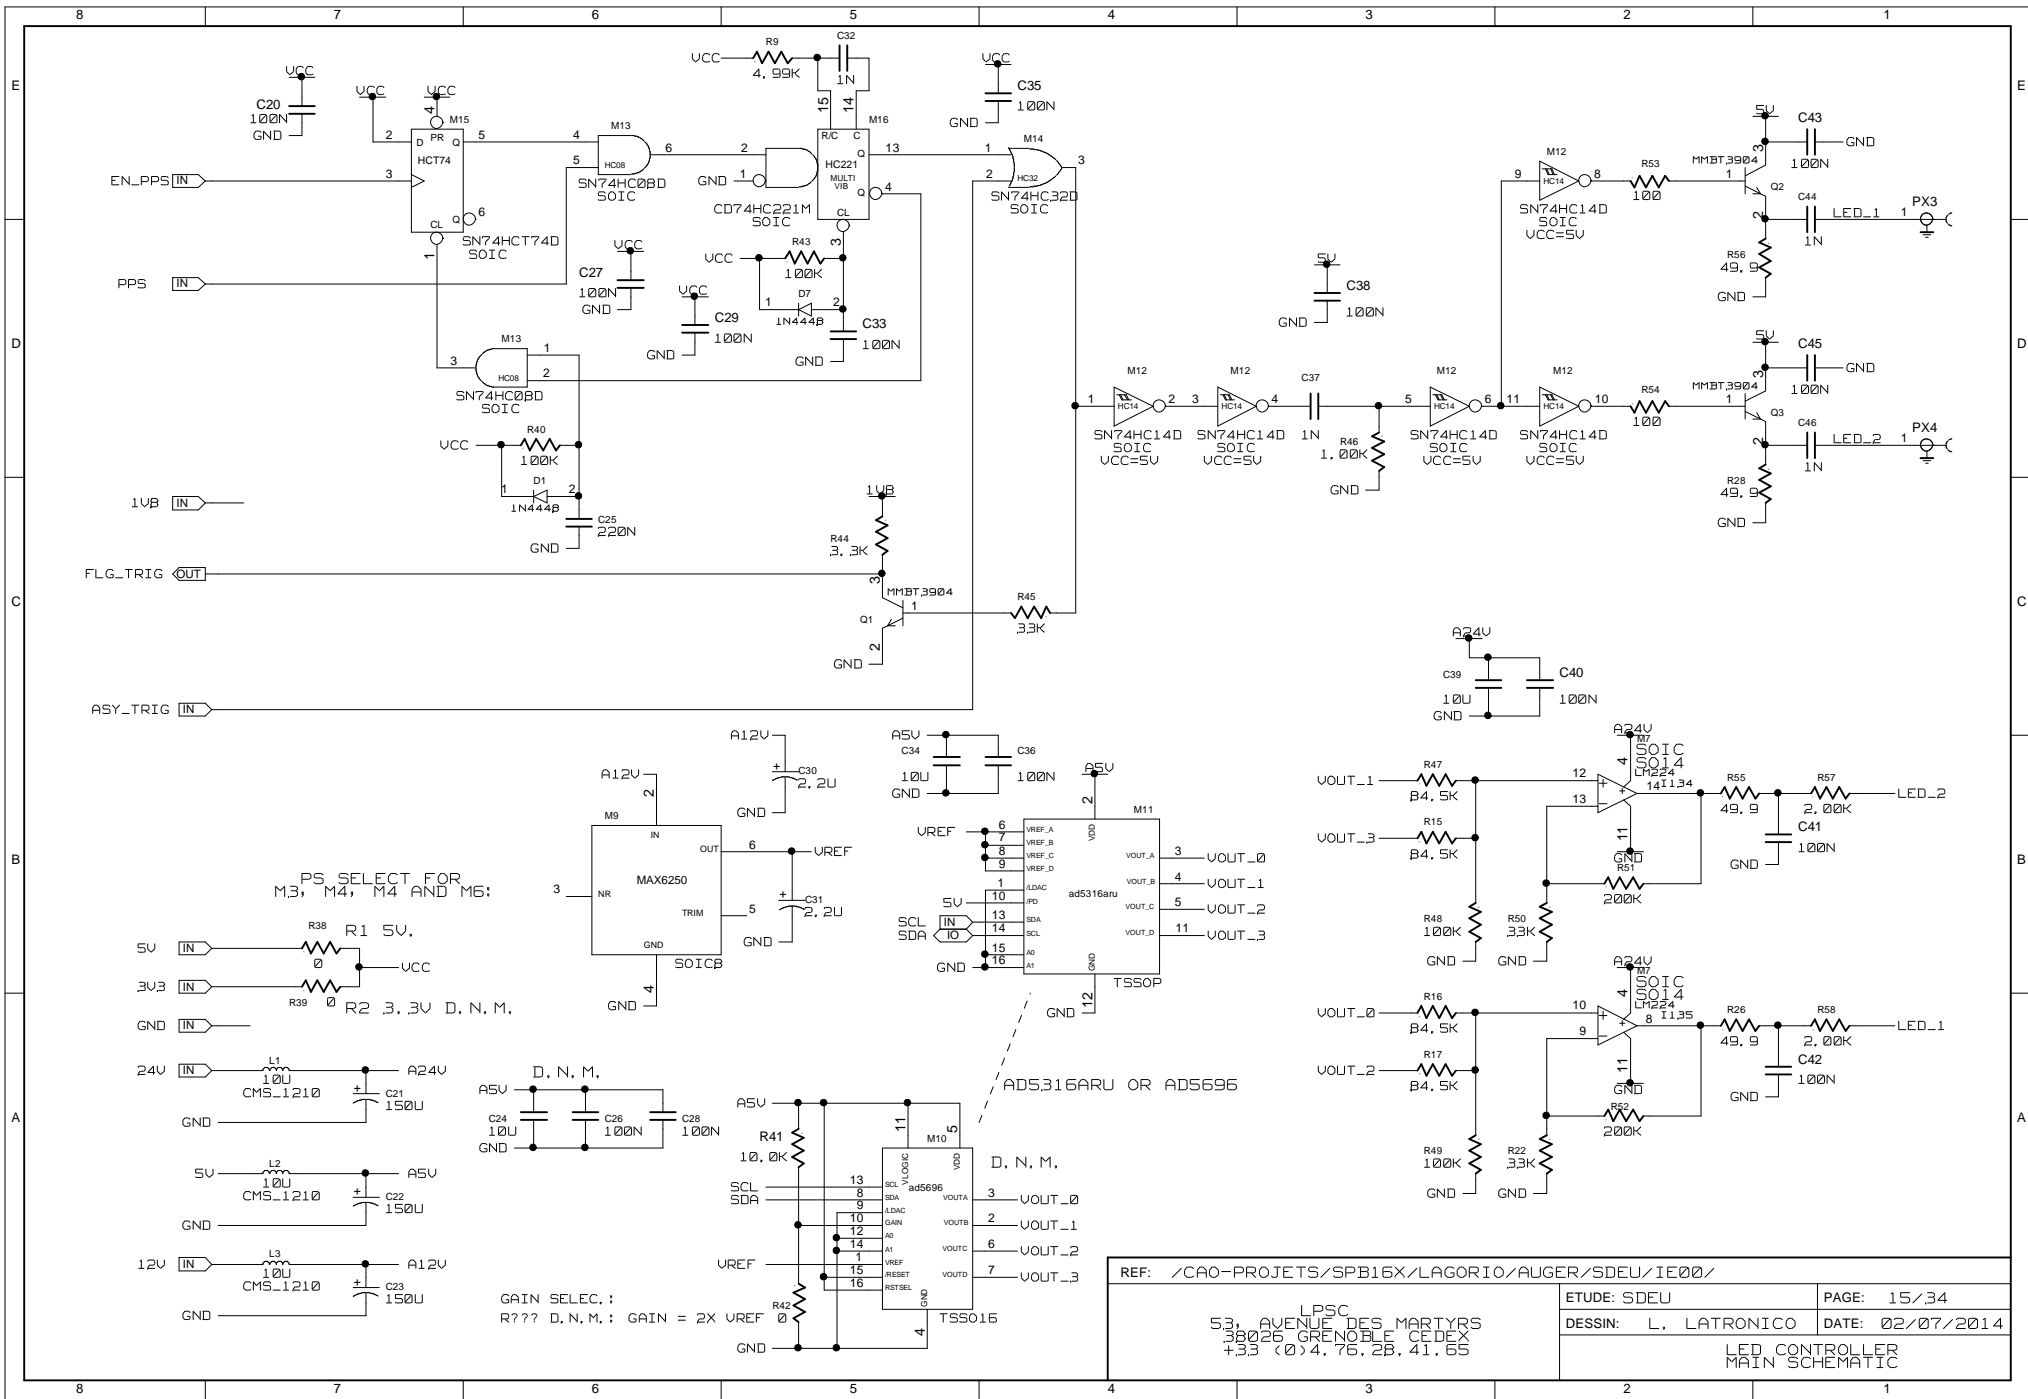 8 7 6 5 4 3 2 1
E
D
C
B
A
VCC
C20
100N
GND
VCC
VCC
4
M15
2 D PR Q 5
HCT74
EN_PPS IN
3
CL Q 6
SN74HCT74D
SOIC
1
PPS IN
4 M13 6
5 HC08
SN74HC08D
SOIC
VCC R9 C32
4.99K 1N
15 14
M16
R/C C
2 Q 13
HC221
MULTI
VIB
GND 1 Q 4
CL
CD74HC221M
SOIC
3
VCC R43
100K
D7
1 2
1N4448
C33
100N
GND
VCC
C27
100N
GND
VCC
C29
100N
GND
VCC
C35
100N
GND
M14
1 3
2 HC32
SN74HC32D
SOIC
M13
3 1
HC08 2
SN74HC08D
SOIC
VCC R40
100K
D1
1 2
1N4448
C25
220N
GND
1V8 IN
1V8
R44
3.3K
FLG_TRIG OUT
3 MMBT3904
Q1 1
2
GND
R45
33K
ASY_TRIG IN
5V
C38
100N
GND
M12
1 HC14 2
SN74HC14D
SOIC
VCC=5V
M12
3 HC14 4
SN74HC14D
SOIC
VCC=5V
C37
1N
R46
1.00K
GND
M12
5 HC14 6
SN74HC14D
SOIC
VCC=5V
M12
11 HC14 10
SN74HC14D
SOIC
VCC=5V
M12
9 HC14 8
SN74HC14D
SOIC
VCC=5V
R53
100
5V
C43
GND
100N
MMBT3904
3
1 Q2
2
C44 LED_1 1 PX3
1N
R56
49.9
GND
R54
100
5V
C45
GND
100N
MMBT3904
3
1 Q3
2
C46 LED_2 1 PX4
1N
R28
49.9
GND
A24V
C39 C40
10U 100N
GND
A12V
C30
2.2U
GND
A12V
2
M9
IN
OUT 6 VREF
MAX6250
3 NR
TRIM 5
GND
SOIC8
4
GND
C31
2.2U
GND
A5V
C34 C36
10U 100N
GND
A5V
2
M11
VREF
6 VREF_A VDD
7 VREF_B
8 VREF_C
9 VREF_D
1 /LDAC
5V 10 /PD
SCL IN 13 SDA
SDA IO 14 SCL
15 A0
GND 16 A1
ad5316aru
VOUT_A 3 VOUT_0
VOUT_B 4 VOUT_1
VOUT_C 5 VOUT_2
VOUT_D 11 VOUT_3
GND
TSSOP
12
GND
AD5316ARU OR AD5696
VOUT_1 R47
84.5K
VOUT_3 R15
84.5K
R48
100K
GND
12
13
A24V
M7
SOIC
SO14
LM224
4
14 I134
11
GND
R51
200K
R50
33K
GND
R55
49.9
R57
2.00K
LED_2
C41
100N
GND
VOUT_0 R16
84.5K
VOUT_2 R17
84.5K
R49
100K
GND
10
9
A24V
M7
SOIC
SO14
LM224
4
8 I135
11
GND
R52
200K
R22
33K
GND
R26
49.9
R58
2.00K
LED_1
C42
100N
GND
PS SELECT FOR
M3, M4, M4 AND M6:
R38 R1 5V.
5V IN
0
VCC
3V3 IN
R39 0 R2 3.3V D.N.M.
GND IN
24V IN L1 A24V
10U
CMS_1210
C21
150U
GND
5V L2 A5V
10U
CMS_1210
C22
150U
GND
12V IN L3 A12V
10U
CMS_1210
C23
150U
GND
D.N.M.
A5V
C24 C26 C28
10U 100N 100N
GND
A5V
R41
10.0K
11 5
M10
D.N.M.
VLOGIC VDD
ad5696
SCL 13 SCL
SDA 8 SDA
9 /LDAC
10 GAIN
12 A0
14 A1
VREF 1 VREF
15 /RESET
16 RSTSEL
VOUTA 3 VOUT_0
VOUTB 2 VOUT_1
VOUTC 6 VOUT_2
VOUTD 7 VOUT_3
GND
TSSO16
4
R42
0
GND
GAIN SELEC.:
R??? D.N.M.: GAIN = 2X VREF
REF: /CAO-PROJETS/SPB16X/LAGORIO/AUGER/SDEU/IE00/
LPSC
53, AVENUE DES MARTYRS
38026 GRENOBLE CEDEX
+33 (0)4.76.28.41.65
ETUDE: SDEU
PAGE: 15/34
DESSIN: L. LATRONICO
DATE: 02/07/2014
LED CONTROLLER
MAIN SCHEMATIC
E
D
C
B
A
8 7 6 5 4 3 2 1